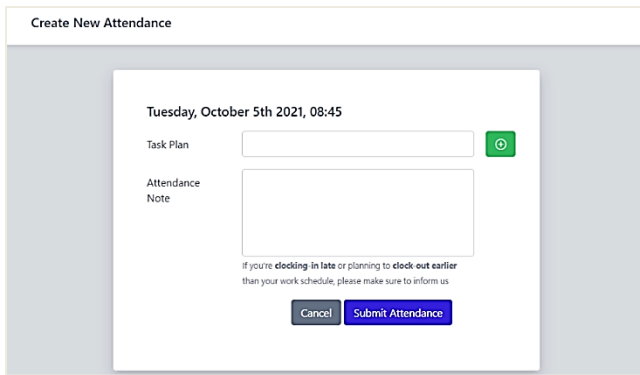 Create New Attendance
Tuesday, October 5th 2021, 08:45
Task Plan
Attendance
Note
If you're clocking-in late or planning to clock-out earlier
than your work schedule, please make sure to inform us
Cancel Submit Attendance